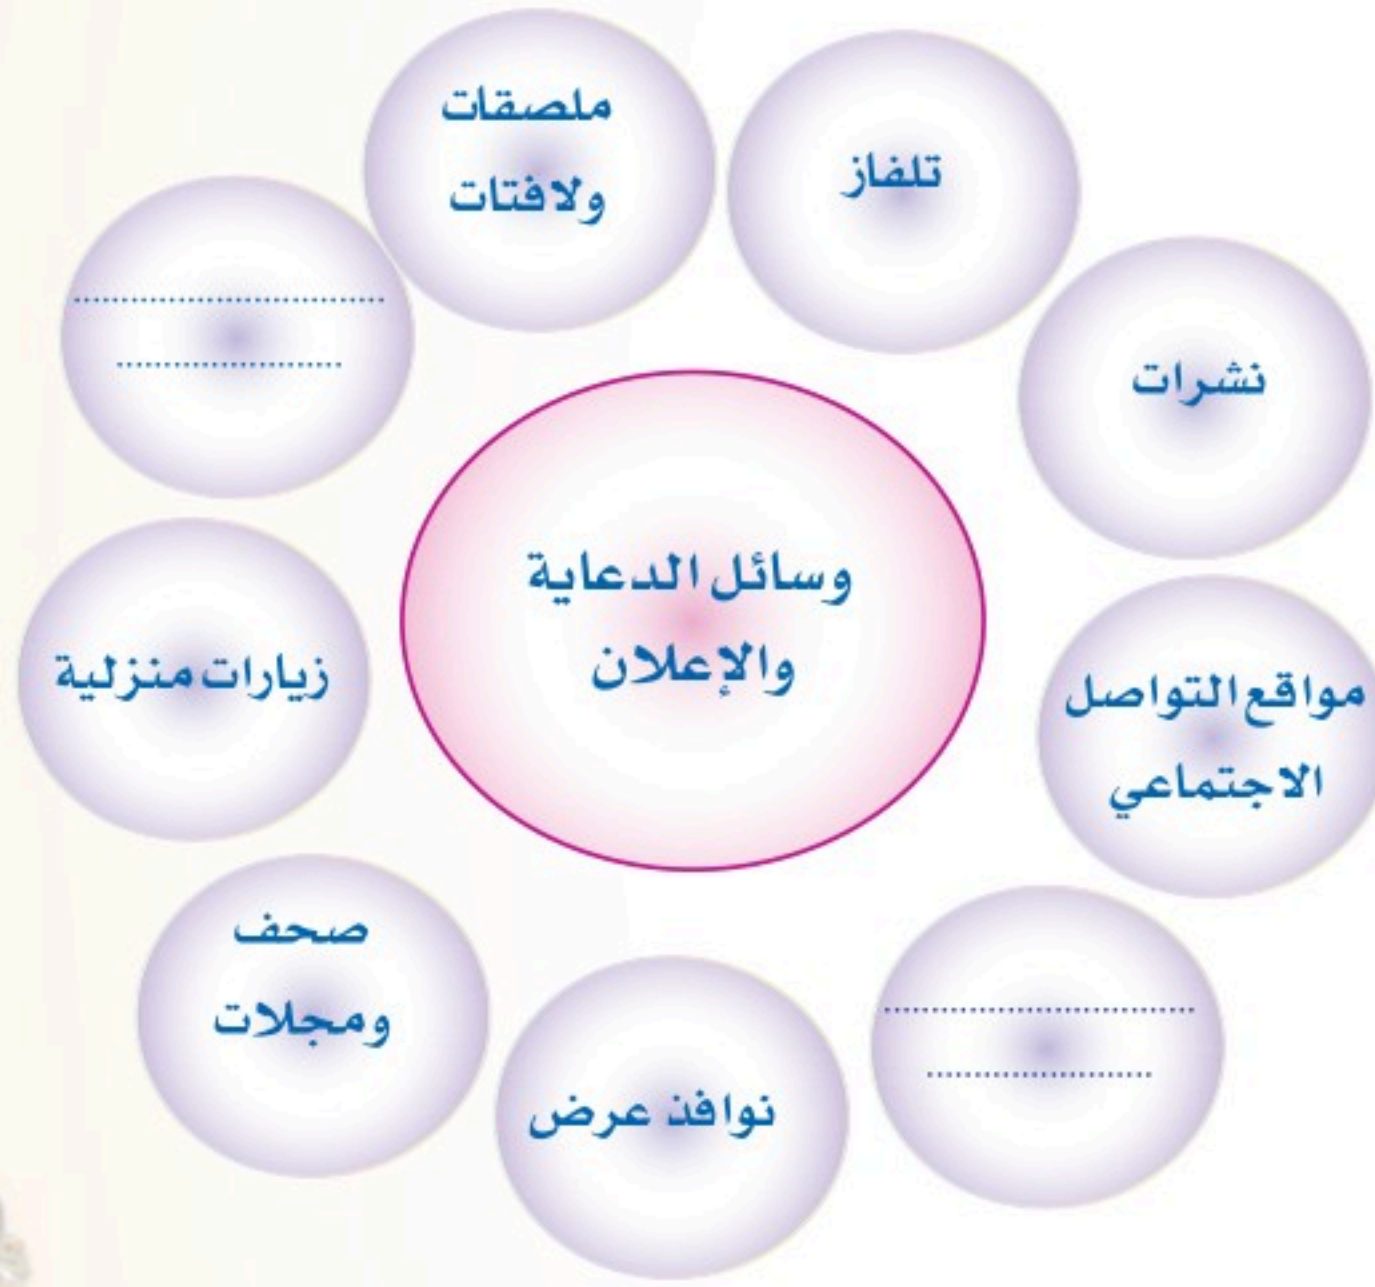 ملصقات
ولافتات
تلفاز
نشرات
مواقع التواصل
الاجتماعي
نوافذ عرض
صحف
ومجلات
زيارات منزلية
وسائل الدعاية
والإعلان